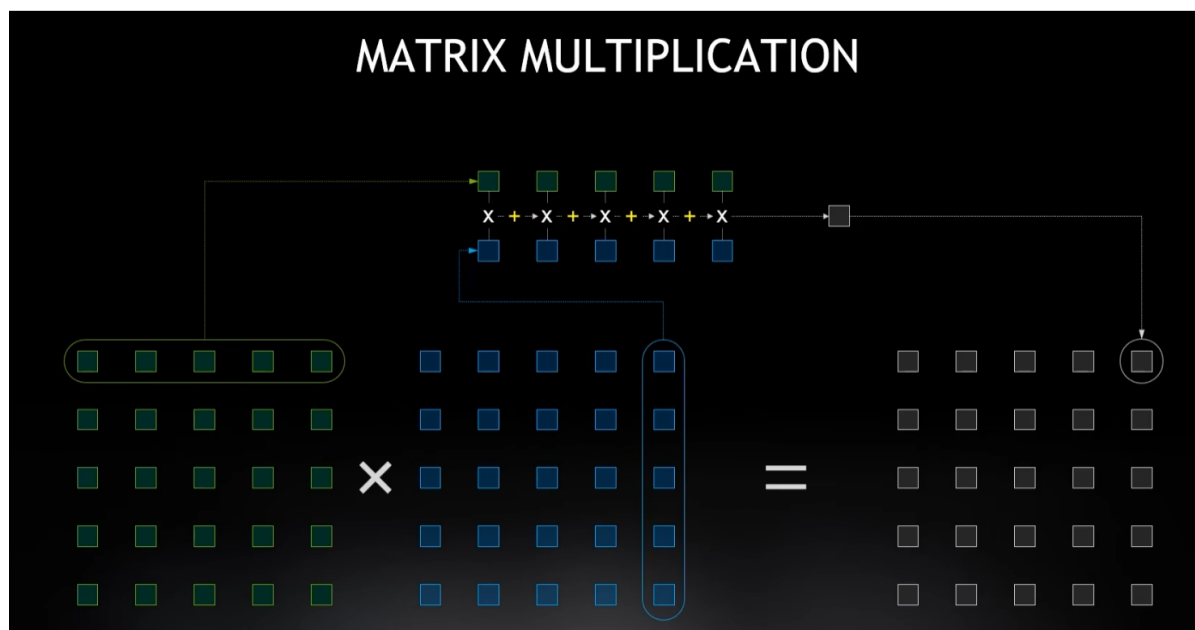 MATRIX MULTIPLICATION
X + X + X + X + X
×
=